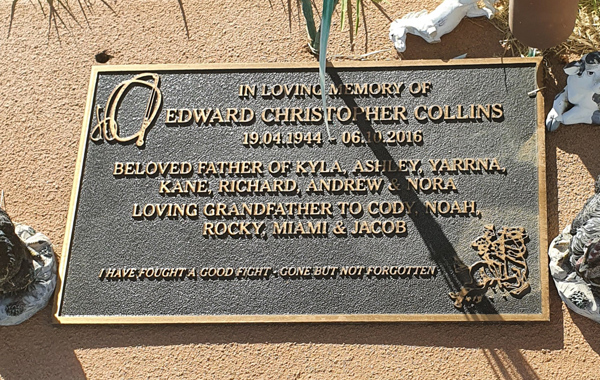 IN LOVING MEMORY OF
EDWARD CHRISTOPHER COLLINS
19.04.1944 - 06.10.2016
BELOVED FATHER OF KYLA, ASHLEY, YARRNA,
KANE, RICHARD, ANDREW & NORA
LOVING GRANDFATHER TO CODY, NOAH,
ROCKY, MIAMI & JACOB
I HAVE FOUGHT A GOOD FIGHT - GONE BUT NOT FORGOTTEN